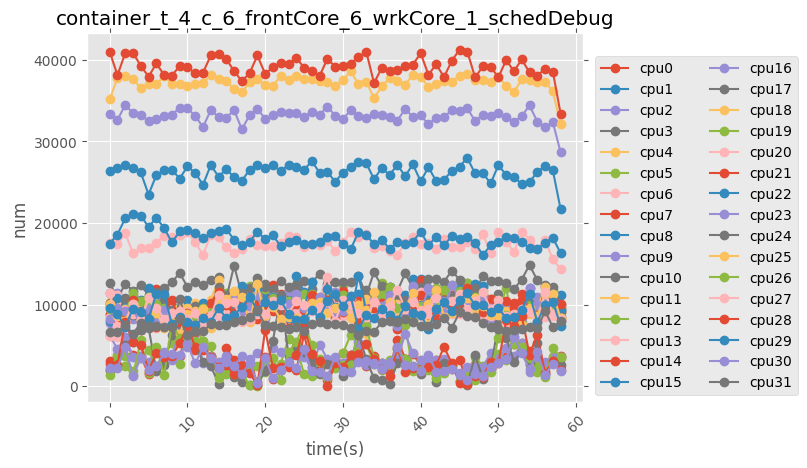 container_t_4_c_6_frontCore_6_wrkCore_1_schedDebug
40000
30000
20000
10000
0
num
0
10
20
30
40
50
60
time(s)
cpu0
cpu1
cpu2
cpu3
cpu4
cpu5
cpu6
cpu7
cpu8
cpu9
cpu10
cpu11
cpu12
cpu13
cpu14
cpu15
cpu16
cpu17
cpu18
cpu19
cpu20
cpu21
cpu22
cpu23
cpu24
cpu25
cpu26
cpu27
cpu28
cpu29
cpu30
cpu31